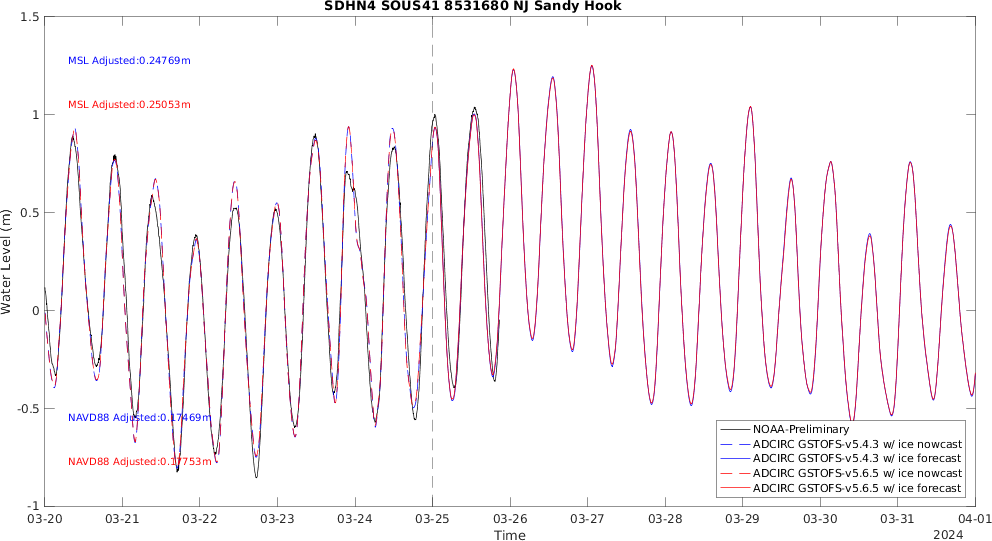 SDHN4 SOUS41 8531680 NJ Sandy Hook
1.5
1
0.5
0
-0.5
-1
Water Level (m)
MSL Adjusted:0.24769m
MSL Adjusted:0.25053m
NAVD88 Adjusted:0.17469m
NAVD88 Adjusted:0.17753m
NOAA-Preliminary
ADCIRC GSTOFS-v5.4.3 w/ ice nowcast
ADCIRC GSTOFS-v5.4.3 w/ ice forecast
ADCIRC GSTOFS-v5.6.5 w/ ice nowcast
ADCIRC GSTOFS-v5.6.5 w/ ice forecast
03-20 03-21 03-22 03-23 03-24 03-25 03-26 03-27 03-28 03-29 03-30 03-31 04-01
Time
2024